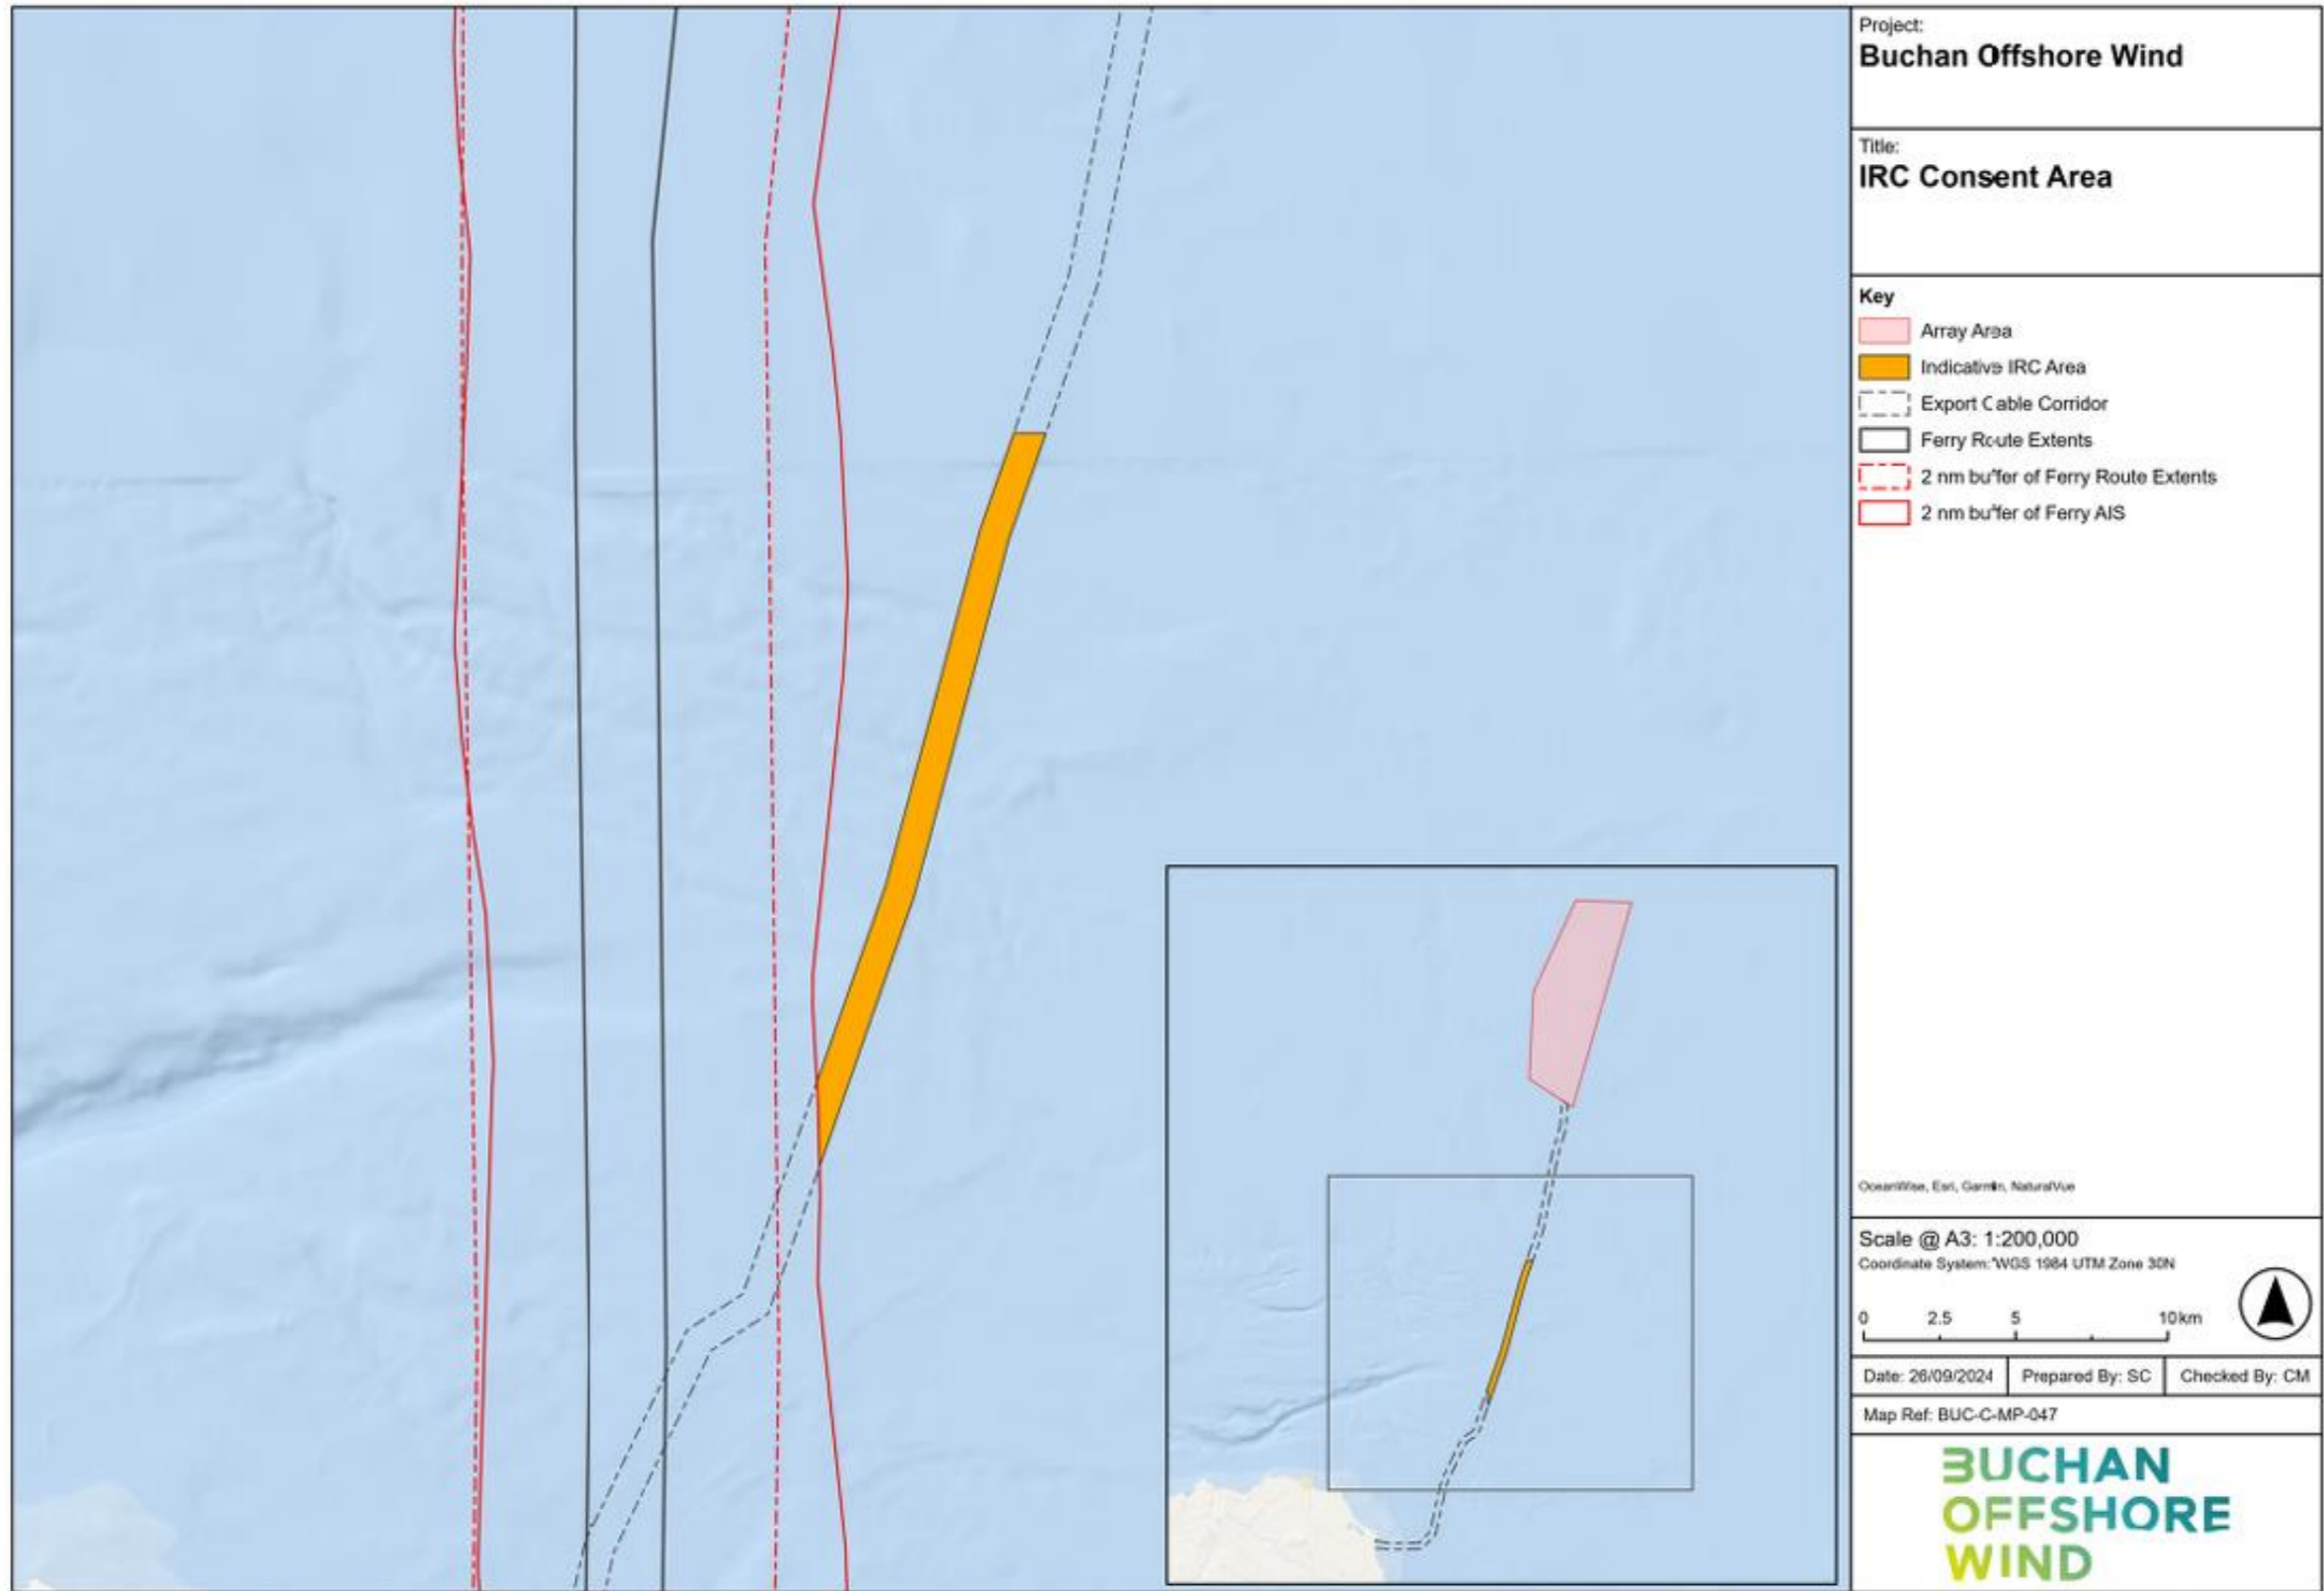 Project:
Buchan Offshore Wind
Title:
IRC Consent Area
Key
Array Area
Indicative IRC Area
Export Cable Corridor
Ferry Route Extents
2 nm buffer of Ferry Route Extents
2 nm buffer of Ferry AIS
OceanWise, Esri, Garmin, NaturalVue
Scale @ A3: 1:200,000
Coordinate System: WGS 1984 UTM Zone 30N
0 2.5 5 10km
Date: 26/09/2024 Prepared By: SC Checked By: CM
Map Ref: BUC-C-MP-047
BUCHAN
OFFSHORE
WIND